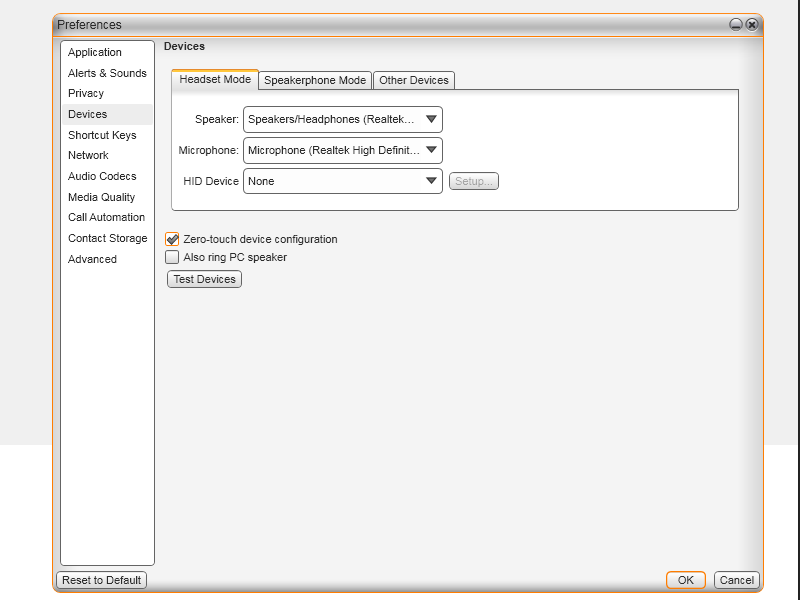 Preferences
Application
Alerts & Sounds
Privacy
Devices
Shortcut Keys
Network
Audio Codecs
Media Quality
Call Automation
Contact Storage
Advanced
Devices
Headset Mode
Speakerphone Mode
Other Devices
Speaker: Speakers/Headphones (Realtek...
Microphone: Microphone (Realtek High Definit...
HID Device None Setup...
Zero-touch device configuration
Also ring PC speaker
Test Devices
Reset to Default
OK
Cancel